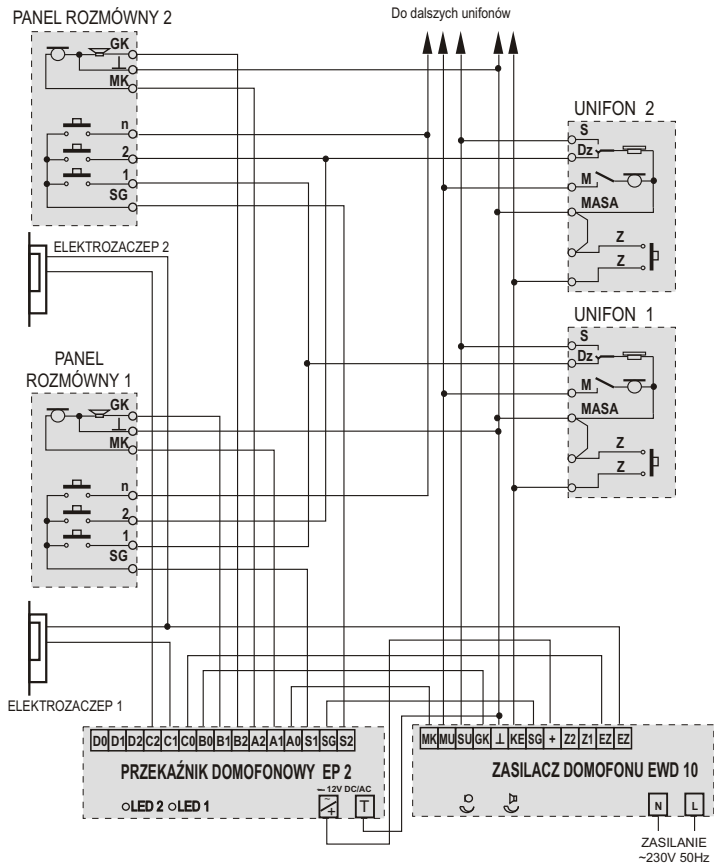 PANEL ROZMÓWNY 2
Do dalszych unifonów
GK
⊥
MK
n
2
1
SG
ELEKTROZACZEP 2
UNIFON 2
S
Dz
M
MASA
Z
Z
UNIFON 1
S
Dz
M
MASA
Z
Z
PANEL
ROZMÓWNY 1
GK
⊥
MK
n
2
1
SG
ELEKTROZACZEP 1
D0 D1 D2 C2 C1 C0 B0 B1 B2 A2 A1 A0 S1 SG S2
PRZEKAŹNIK DOMOFONOWY EP 2
LED 2 LED 1
12V DC/AC
~
+
T
MK MU SU GK ⊥ KE SG + Z2 Z1 EZ EZ
ZASILACZ DOMOFONU EWD 10
N
L
ZASILANIE
~230V 50Hz